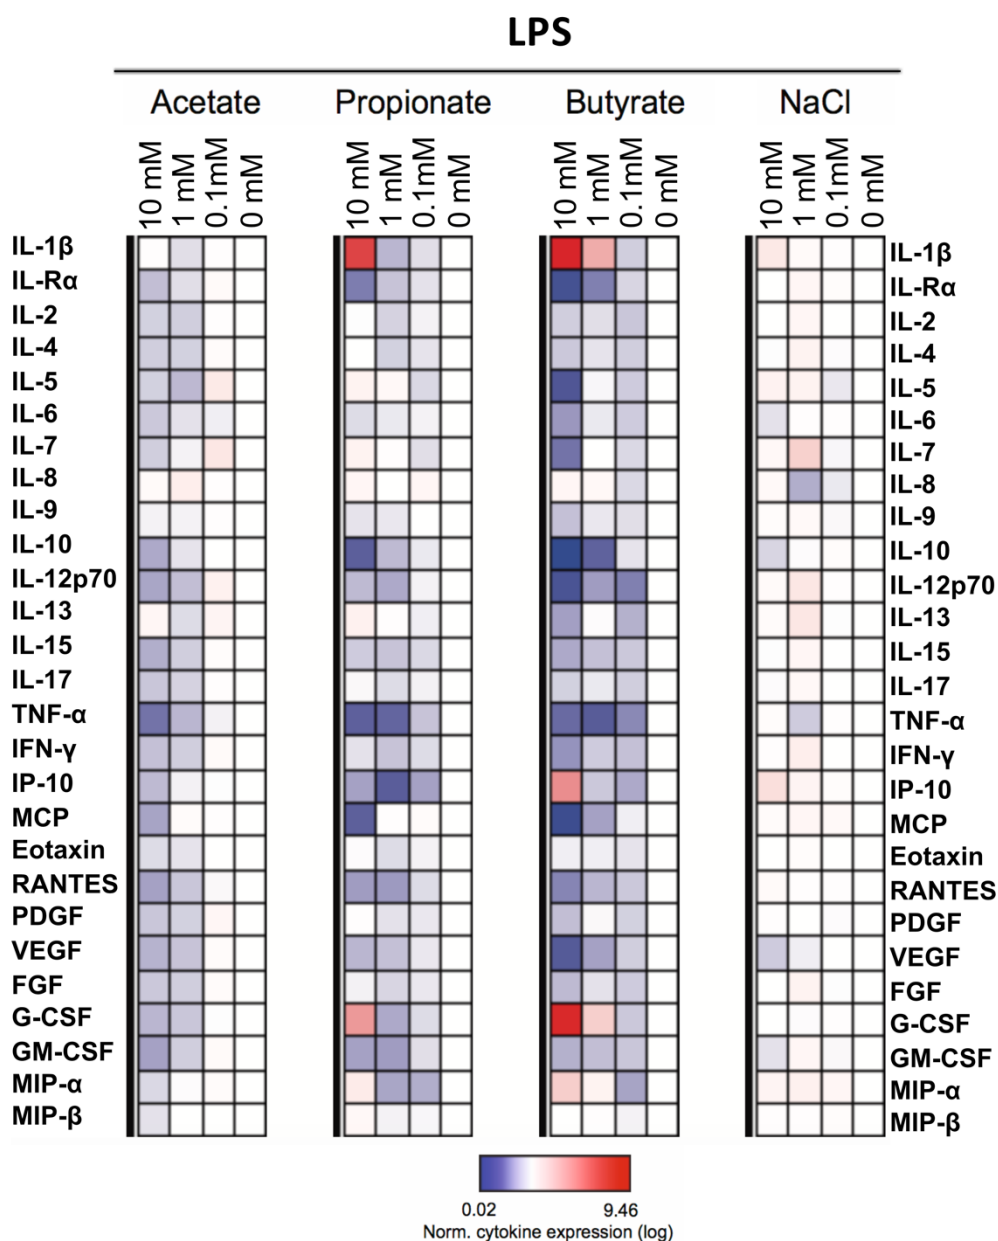 LPS
Acetate Propionate Butyrate NaCl
10 mM 1 mM 0.1mM 0 mM 10 mM 1 mM 0.1mM 0 mM 10 mM 1 mM 0.1mM 0 mM 10 mM 1 mM 0.1mM 0 mM
IL-1β IL-1β
IL-Rα IL-Rα
IL-2 IL-2
IL-4 IL-4
IL-5 IL-5
IL-6 IL-6
IL-7 IL-7
IL-8 IL-8
IL-9 IL-9
IL-10 IL-10
IL-12p70 IL-12p70
IL-13 IL-13
IL-15 IL-15
IL-17 IL-17
TNF-α TNF-α
IFN-γ IFN-γ
IP-10 IP-10
MCP MCP
Eotaxin Eotaxin
RANTES RANTES
PDGF PDGF
VEGF VEGF
FGF FGF
G-CSF G-CSF
GM-CSF GM-CSF
MIP-α MIP-α
MIP-β MIP-β
0.02 9.46
Norm. cytokine expression (log)